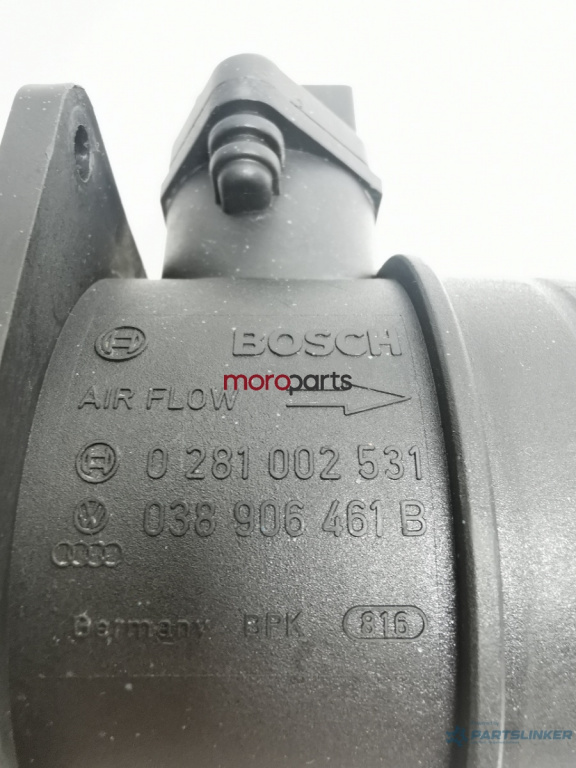 BOSCH
moroparts
AIR FLOW
0 281 002 531
038 906 461 B
Germany BPK 816
PARTSLINKER